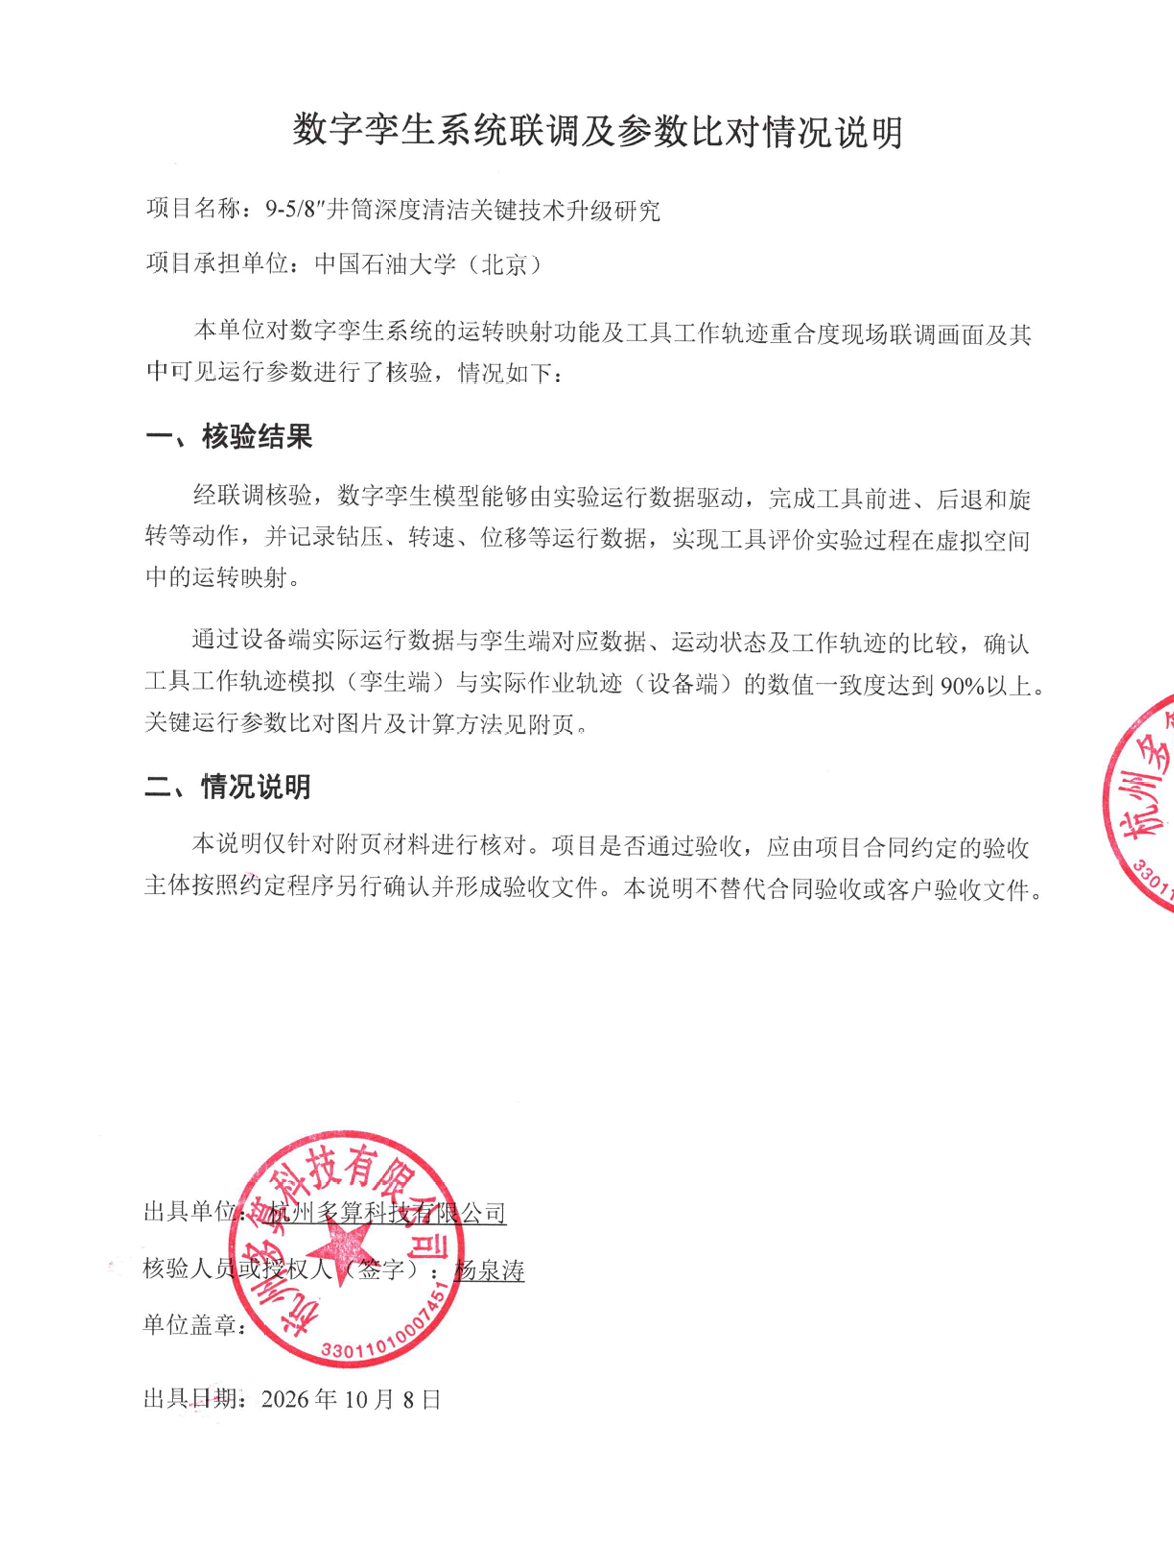 数字孪生系统联调及参数比对情况说明
项目名称：9-5/8″井筒深度清洁关键技术升级研究
项目承担单位：中国石油大学（北京）
本单位对数字孪生系统的运转映射功能及工具工作轨迹重合度现场联调画面及其
中可见运行参数进行了核验，情况如下：
一、核验结果
经联调核验，数字孪生模型能够由实验运行数据驱动，完成工具前进、后退和旋
转等动作，并记录钻压、转速、位移等运行数据，实现工具评价实验过程在虚拟空间
中的运转映射。
通过设备端实际运行数据与孪生端对应数据、运动状态及工作轨迹的比较，确认
工具工作轨迹模拟（孪生端）与实际作业轨迹（设备端）的数值一致度达到 90%以上。
关键运行参数比对图片及计算方法见附页。
杭州多
33011
二、情况说明
本说明仅针对附页材料进行核对。项目是否通过验收，应由项目合同约定的验收
主体按照约定程序另行确认并形成验收文件。本说明不替代合同验收或客户验收文件。
杭州多算科技有限公司
出具单位：杭州多算科技有限公司
核验人员或授权人（签字）：杨泉涛
单位盖章：
33011010007451
出具日期：2026 年 10 月 8 日